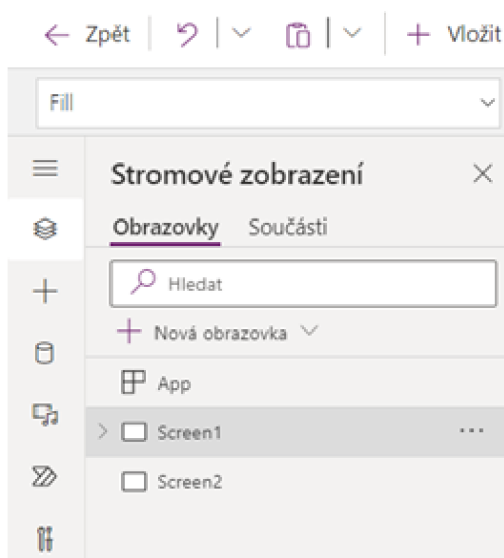 Zpět
Vložit
Fill
Stromové zobrazení
Obrazovky Součásti
Hledat
Nová obrazovka
App
Screen1
Screen2